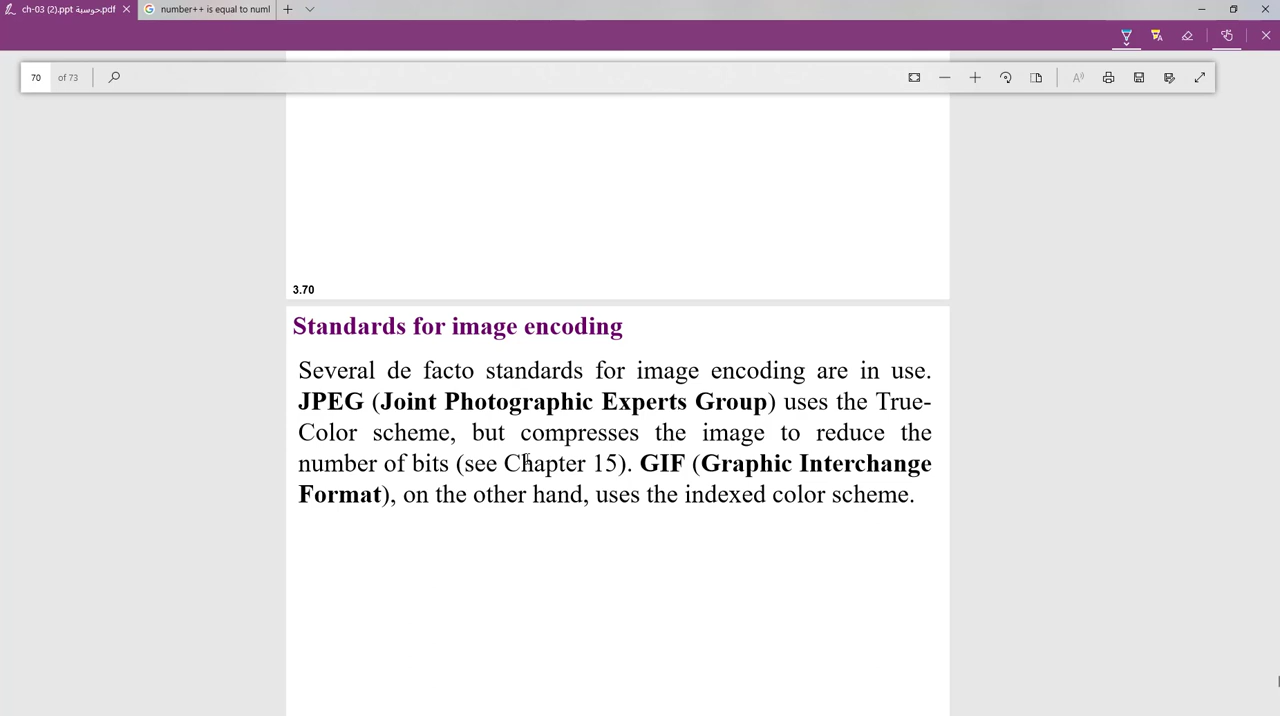 ch-03 (2).ppt حوسبة.pdf
number++ is equal to numl
70 of 73
3.70
Standards for image encoding
Several de facto standards for image encoding are in use.
JPEG (Joint Photographic Experts Group) uses the True-
Color scheme, but compresses the image to reduce the
number of bits (see Chapter 15). GIF (Graphic Interchange
Format), on the other hand, uses the indexed color scheme.